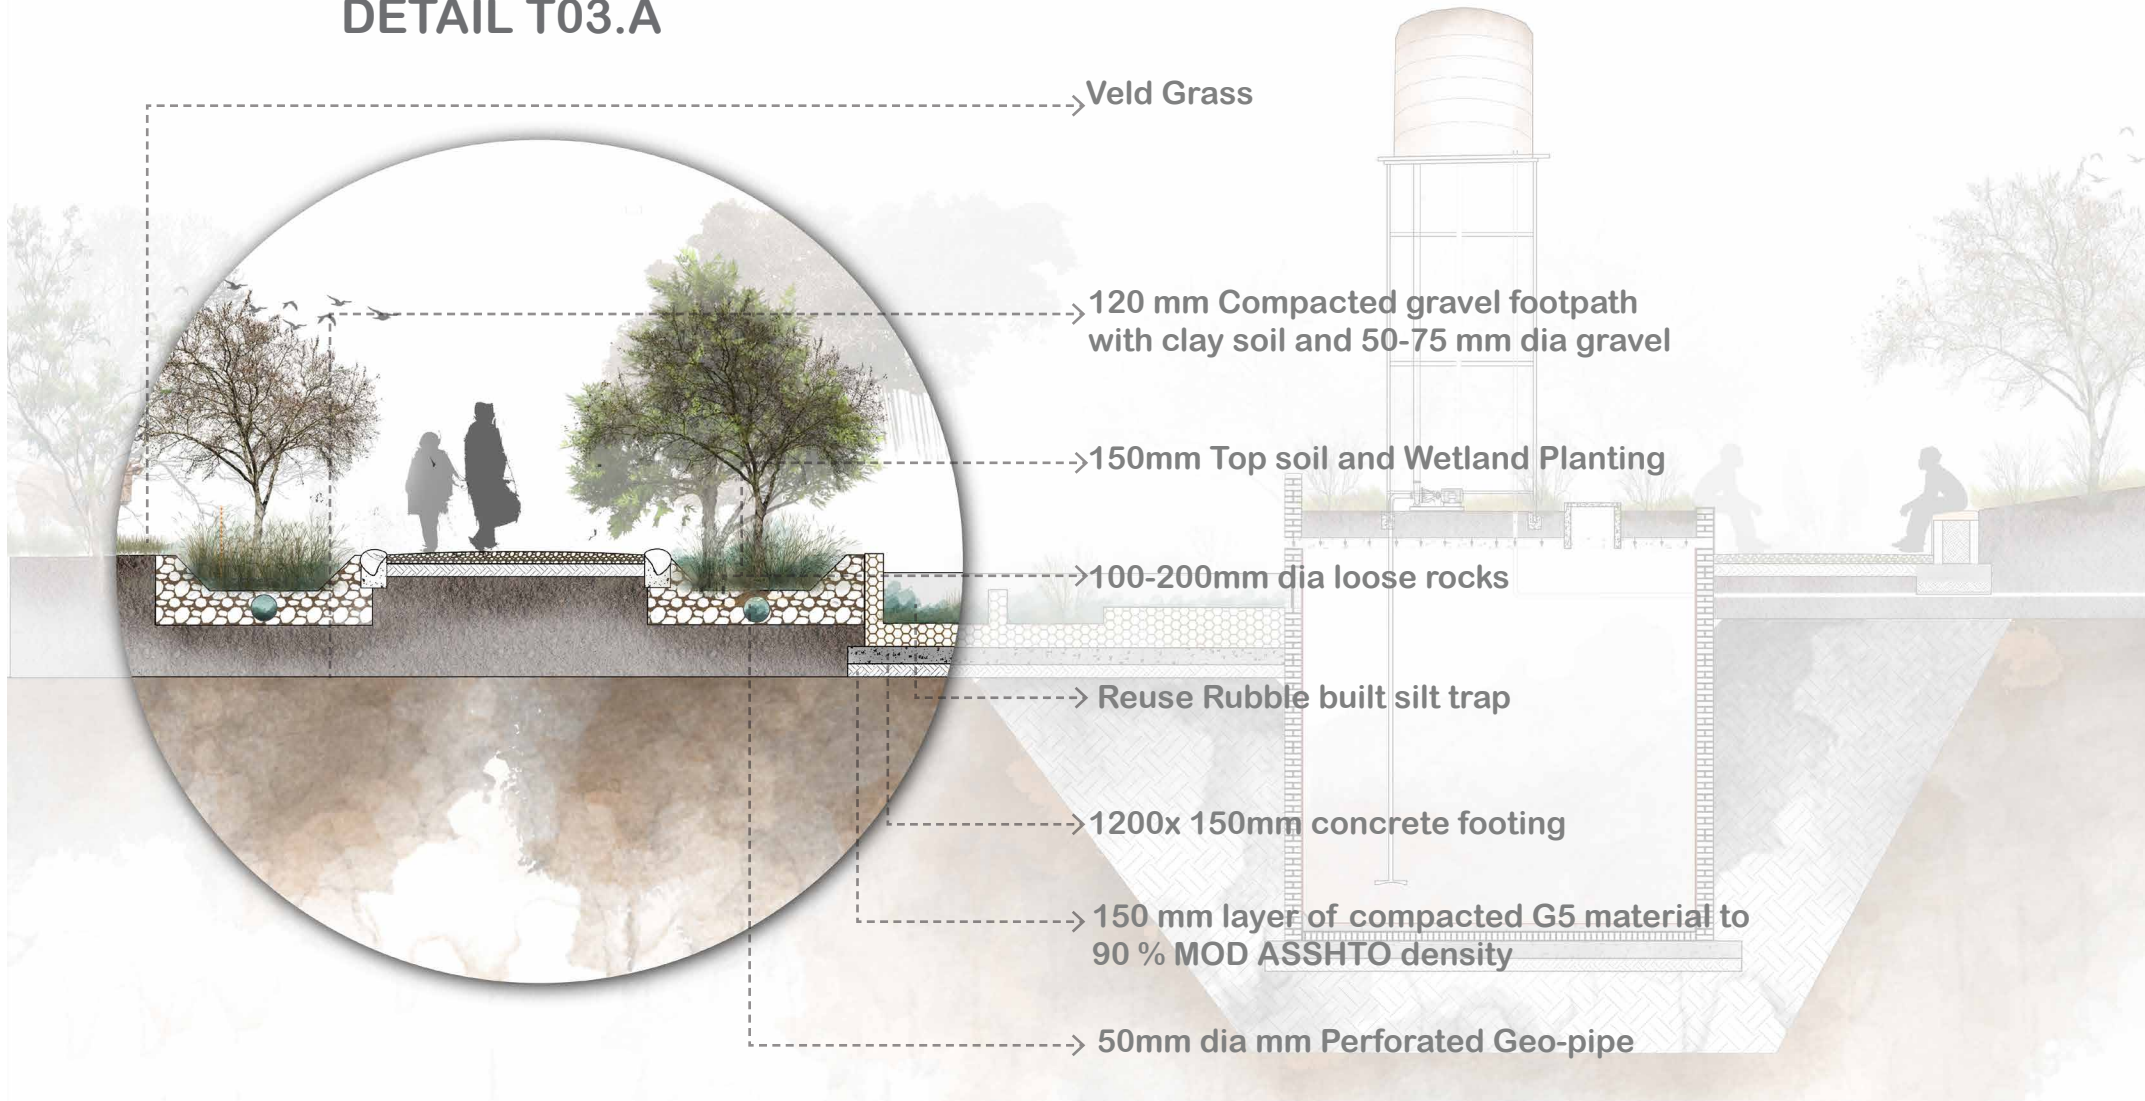 DETAIL T03.A
Veld Grass
120 mm Compacted gravel footpath
with clay soil and 50-75 mm dia gravel
150mm Top soil and Wetland Planting
100-200mm dia loose rocks
Reuse Rubble built silt trap
1200x 150mm concrete footing
150 mm layer of compacted G5 material to
90 % MOD ASSHTO density
50mm dia mm Perforated Geo-pipe